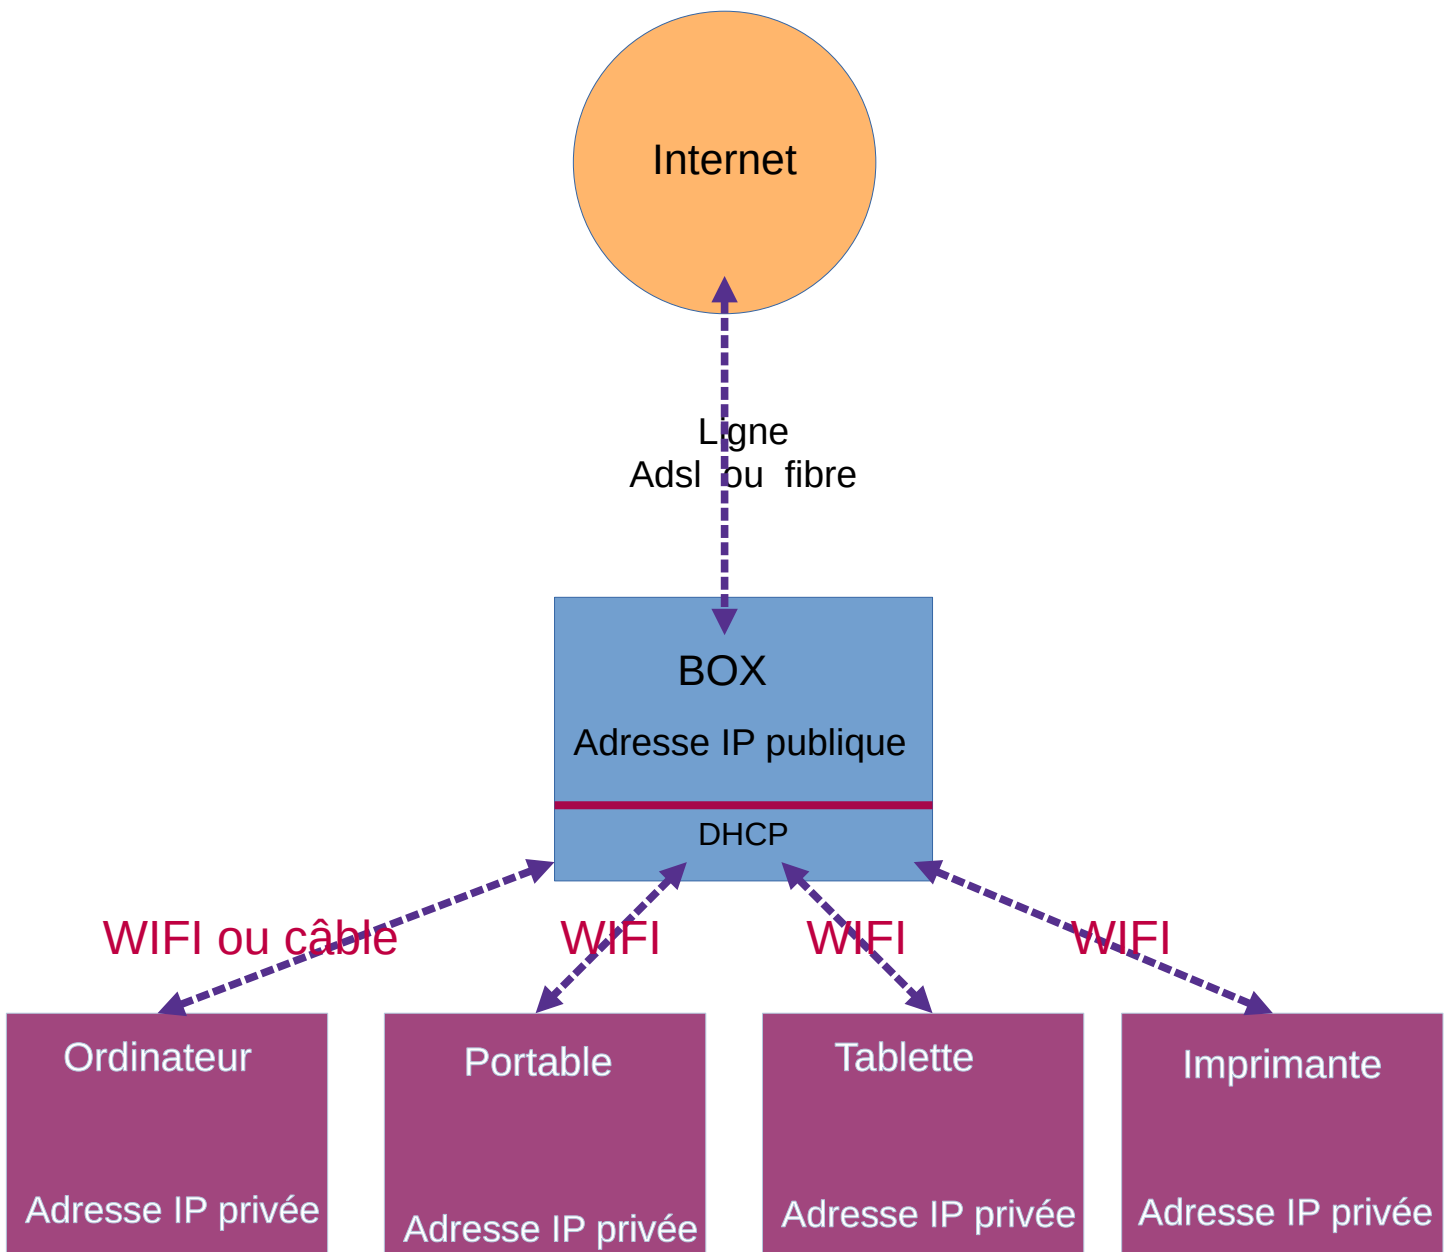 Internet
Ligne
Adsl ou fibre
BOX
Adresse IP publique
DHCP
WIFI ou câble
WIFI
WIFI
WIFI
Ordinateur
Portable
Tablette
Imprimante
Adresse IP privée
Adresse IP privée
Adresse IP privée
Adresse IP privée